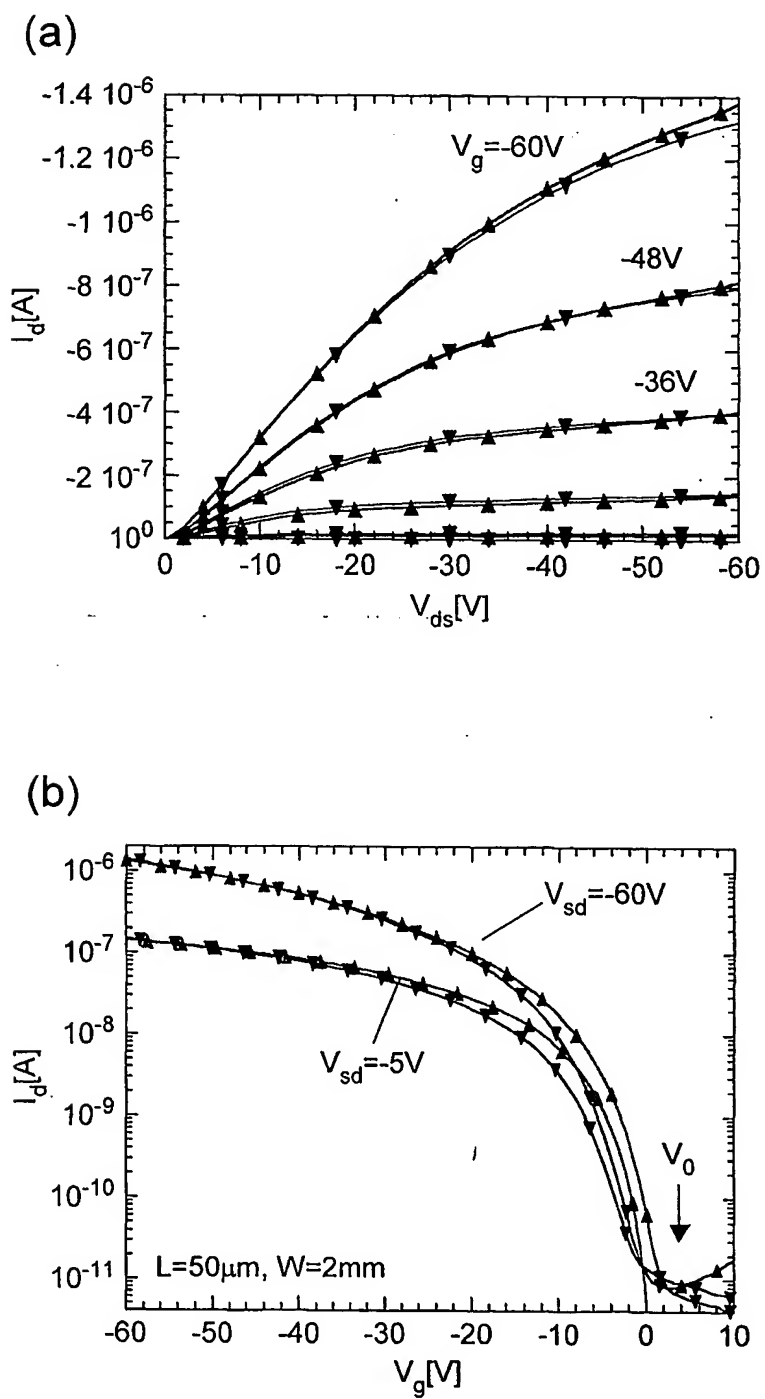 (a)
-1.4 10⁻⁶
-1.2 10⁻⁶
-1 10⁻⁶
-8 10⁻⁷
-6 10⁻⁷
-4 10⁻⁷
-2 10⁻⁷
10⁰
I_d[A]
V_g=-60V
-48V
-36V
0 -10 -20 -30 -40 -50 -60
V_ds[V]
(b)
10⁻⁶
10⁻⁷
10⁻⁸
10⁻⁹
10⁻¹⁰
10⁻¹¹
I_d[A]
V_sd=-60V
V_sd=-5V
V_0
L=50μm, W=2mm
-60 -50 -40 -30 -20 -10 0 10
V_g[V]